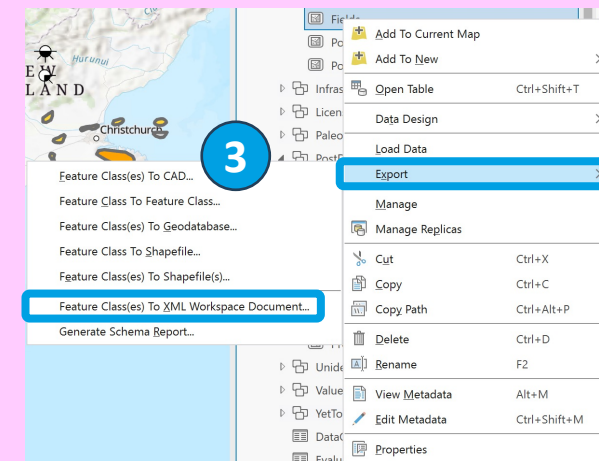 Fields
Po
Po
Infras
Licens
Paleo
PostE
Unide
Value
YetTo
DataC
Evalu
Hurunui
EW
LAND
Christchurch
3
Add To Current Map
Add To New
Open Table Ctrl+Shift+T
Data Design
Load Data
Export
Manage
Manage Replicas
Cut Ctrl+X
Copy Ctrl+C
Copy Path Ctrl+Alt+P
Delete Ctrl+D
Rename F2
View Metadata Alt+M
Edit Metadata Ctrl+Shift+M
Properties
Feature Class(es) To CAD...
Feature Class To Feature Class...
Feature Class(es) To Geodatabase...
Feature Class To Shapefile...
Feature Class(es) To Shapefile(s)...
Feature Class(es) To XML Workspace Document...
Generate Schema Report...